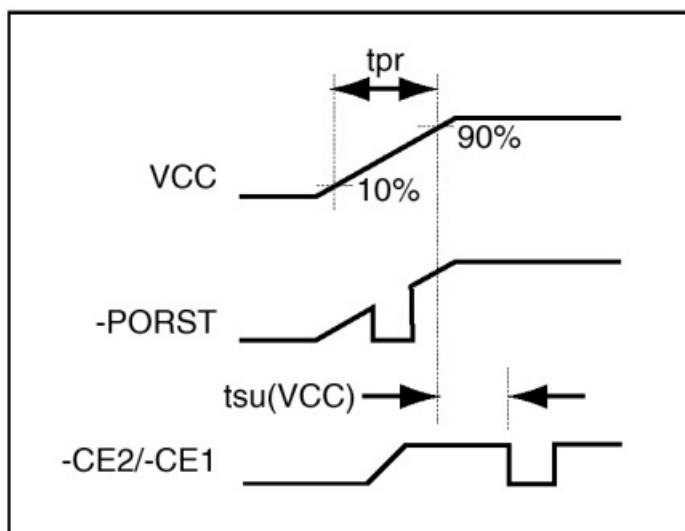 tpr
90%
VCC
10%
-PORST
tsu(VCC)
-CE2/-CE1